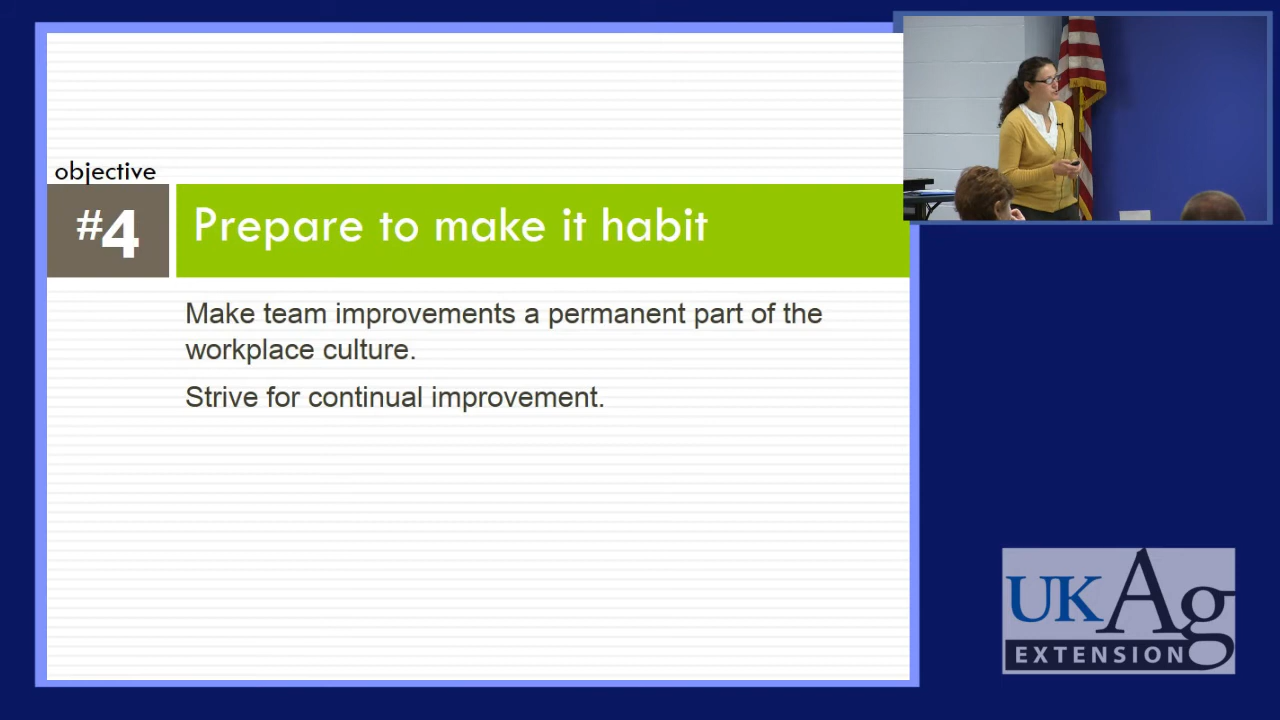 objective
#4
Prepare to make it habit
Make team improvements a permanent part of the
workplace culture.
Strive for continual improvement.
UKAg
EXTENSION